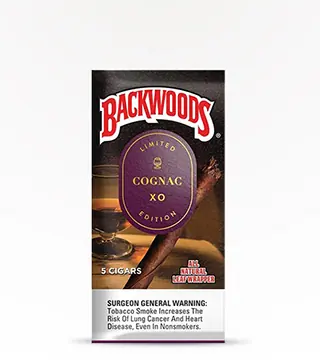 BACKWOODS®
LIMITED
COGNAC
XO
EDITION
5 CIGARS
ALL
NATURAL
LEAF WRAPPER
SURGEON GENERAL WARNING:
Tobacco Smoke Increases The
Risk Of Lung Cancer And Heart
Disease, Even In Nonsmokers.